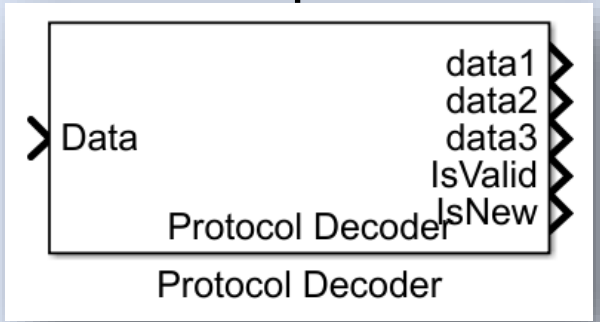 data1
data2
Data
data3
IsValid
IsNew
Protocol Decoder
Protocol Decoder